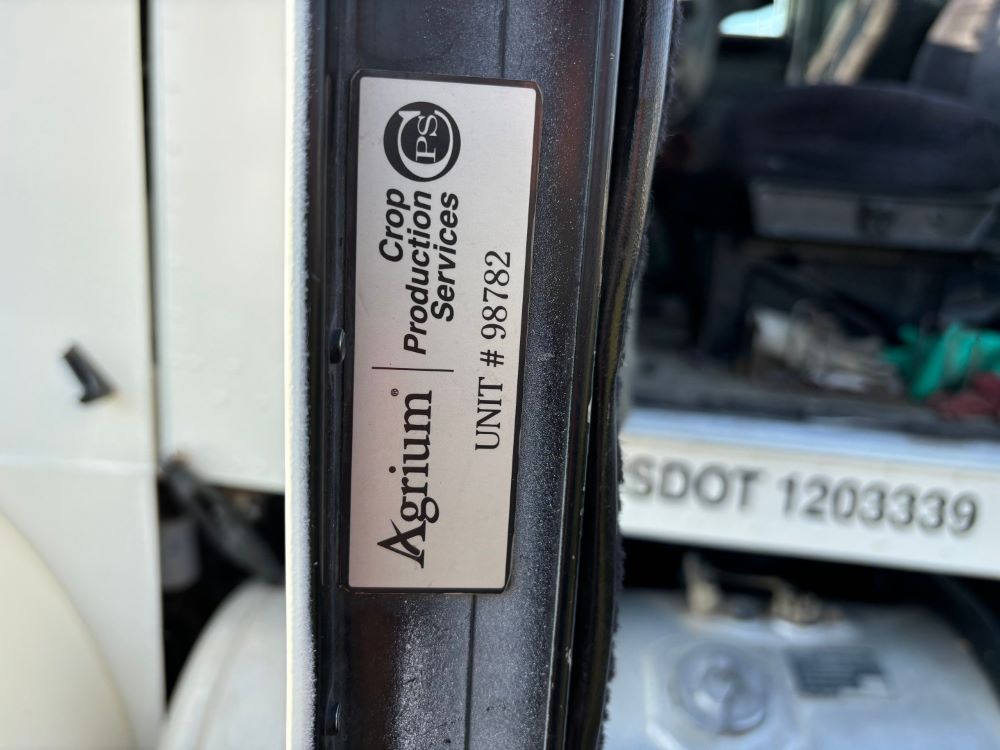 Agrium®
Crop
Production
Services
CPS
UNIT # 98782
SDOT 1203339